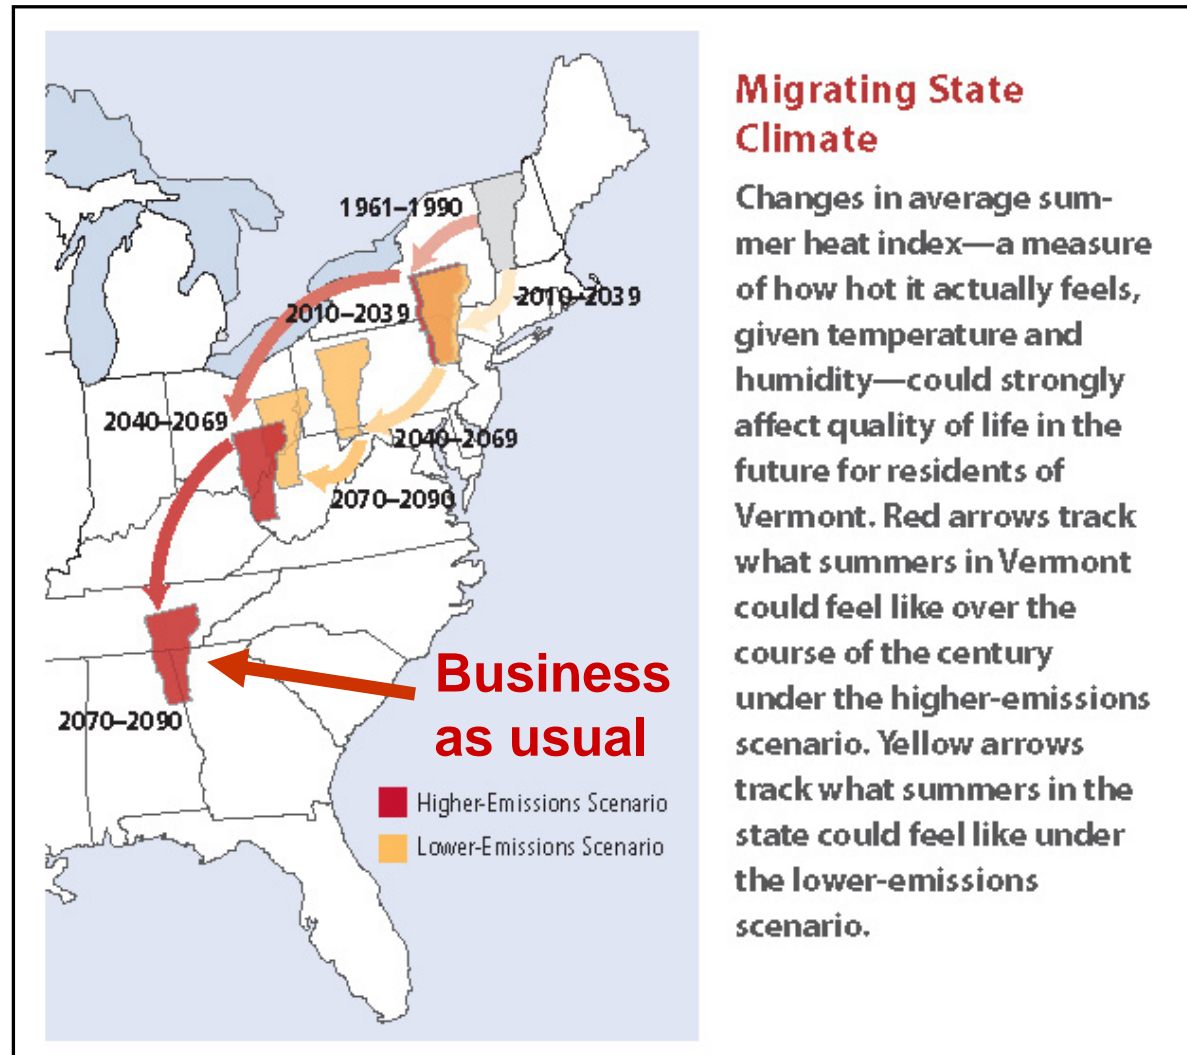 1961–1990
2010–2039
2010–2039
2040–2069
2040–2069
2070–2090
2070–2090
Business
as usual
Higher-Emissions Scenario
Lower-Emissions Scenario
Migrating State
Climate
Changes in average sum-
mer heat index—a measure
of how hot it actually feels,
given temperature and
humidity—could strongly
affect quality of life in the
future for residents of
Vermont. Red arrows track
what summers in Vermont
could feel like over the
course of the century
under the higher-emissions
scenario. Yellow arrows
track what summers in the
state could feel like under
the lower-emissions
scenario.